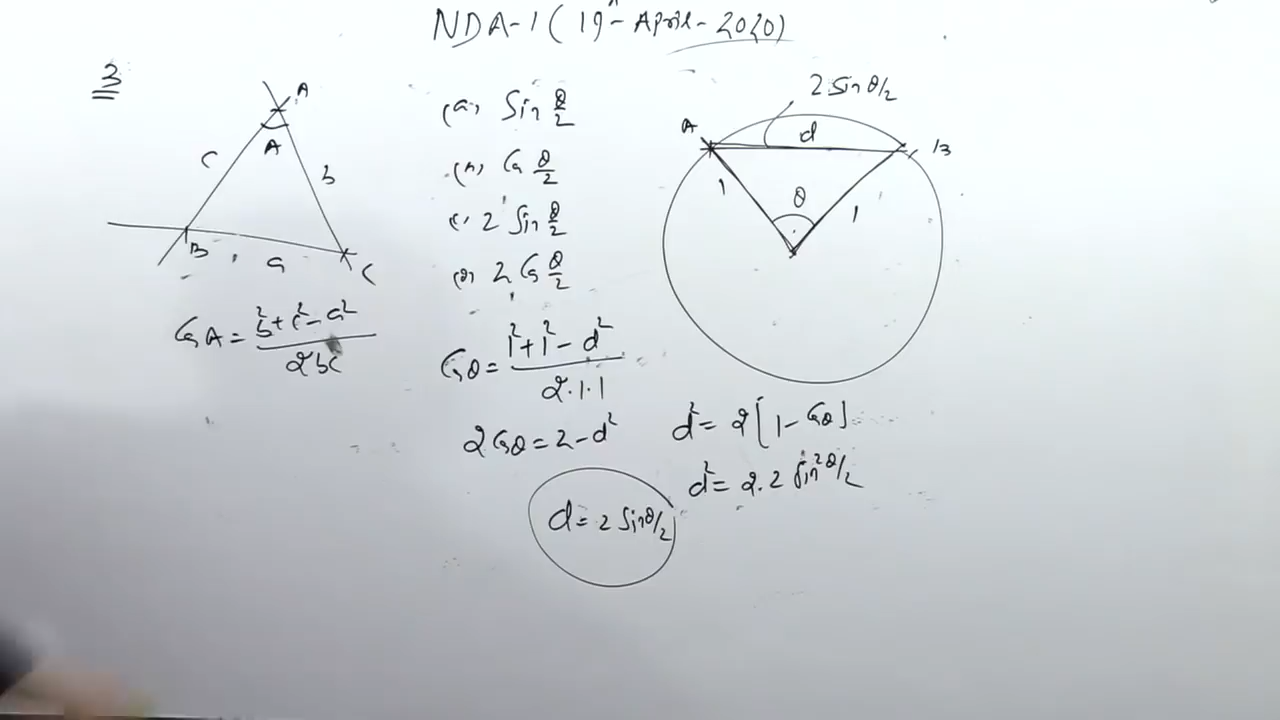 NDA-1 ( 19th - April - 2020)
3
A
A
c
b
B
a
C
Cos A = b² + c² - a² / 2bc
(a) Sin θ/2
(b) Cos θ/2
(c) 2 Sin θ/2
(d) 2 Cos θ/2
Cos θ = 1² + 1² - d² / 2·1·1
2 Cos θ = 2 - d²
d = 2 Sin θ/2
2 Sin θ/2
A
d
B
1
θ
1
d² = 2[1 - Cos θ]
d² = 2.2 Sin² θ/2